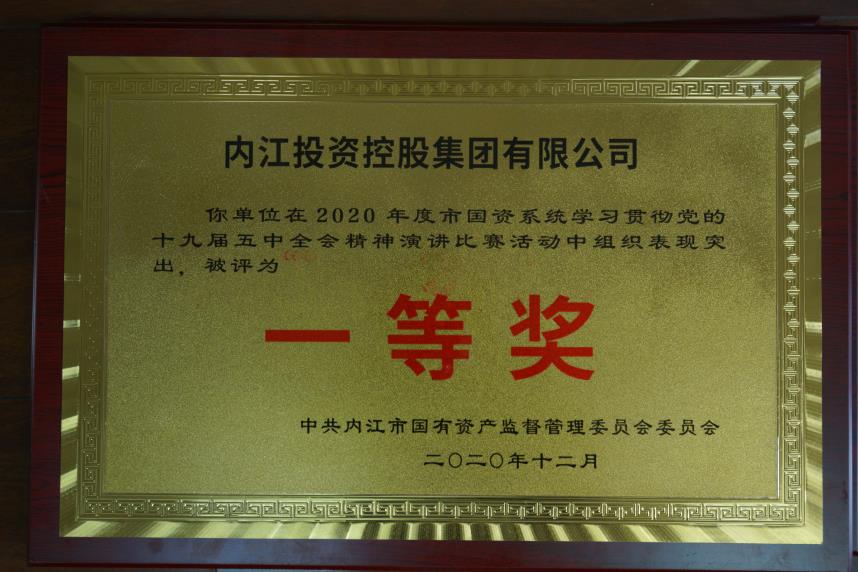 内江投资控股集团有限公司
你单位在2020年度市国资系统学习贯彻党的
十九届五中全会精神演讲比赛活动中组织表现突
出，被评为
一等奖
中共内江市国有资产监督管理委员会委员会
二〇二〇年十二月